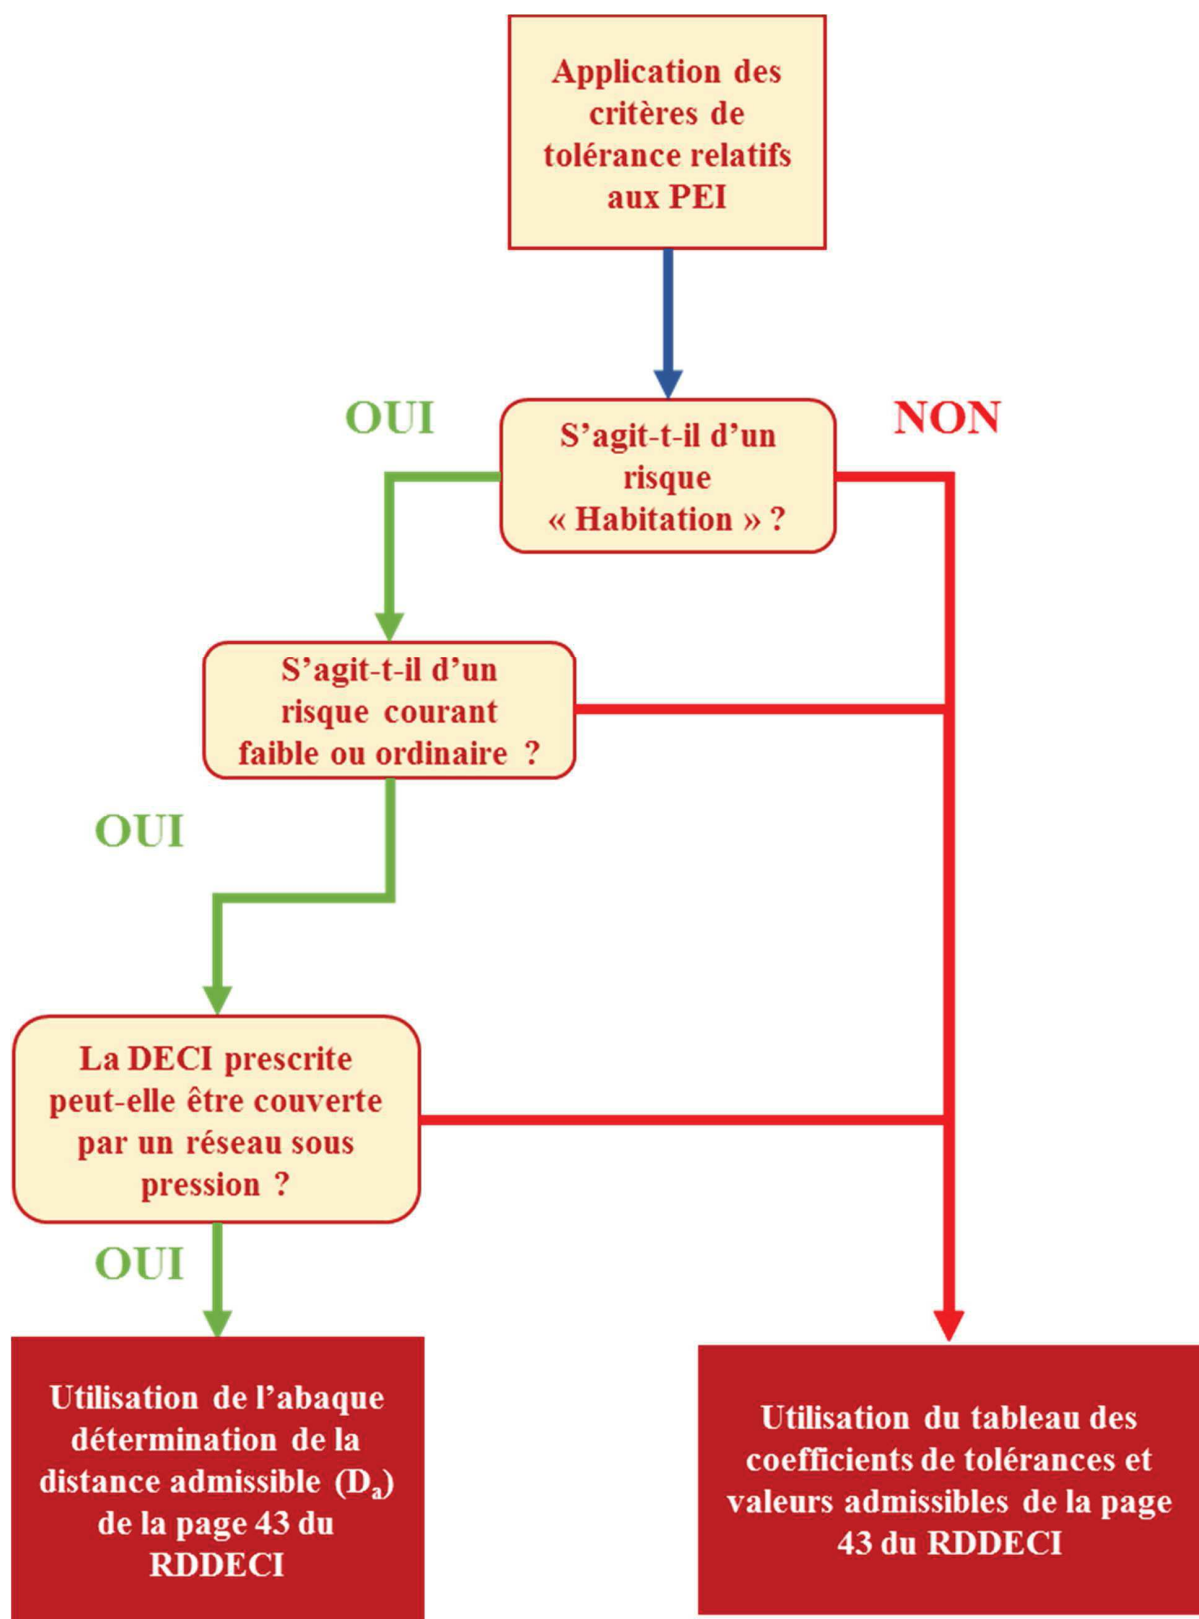 Application des
critères de
tolérance relatifs
aux PEI
OUI
NON
S’agit-t-il d’un
risque
« Habitation » ?
S’agit-t-il d’un
risque courant
faible ou ordinaire ?
OUI
La DECI prescrite
peut-elle être couverte
par un réseau sous
pression ?
OUI
Utilisation de l’abaque
détermination de la
distance admissible (Dₐ)
de la page 43 du
RDDECI
Utilisation du tableau des
coefficients de tolérances et
valeurs admissibles de la page
43 du RDDECI